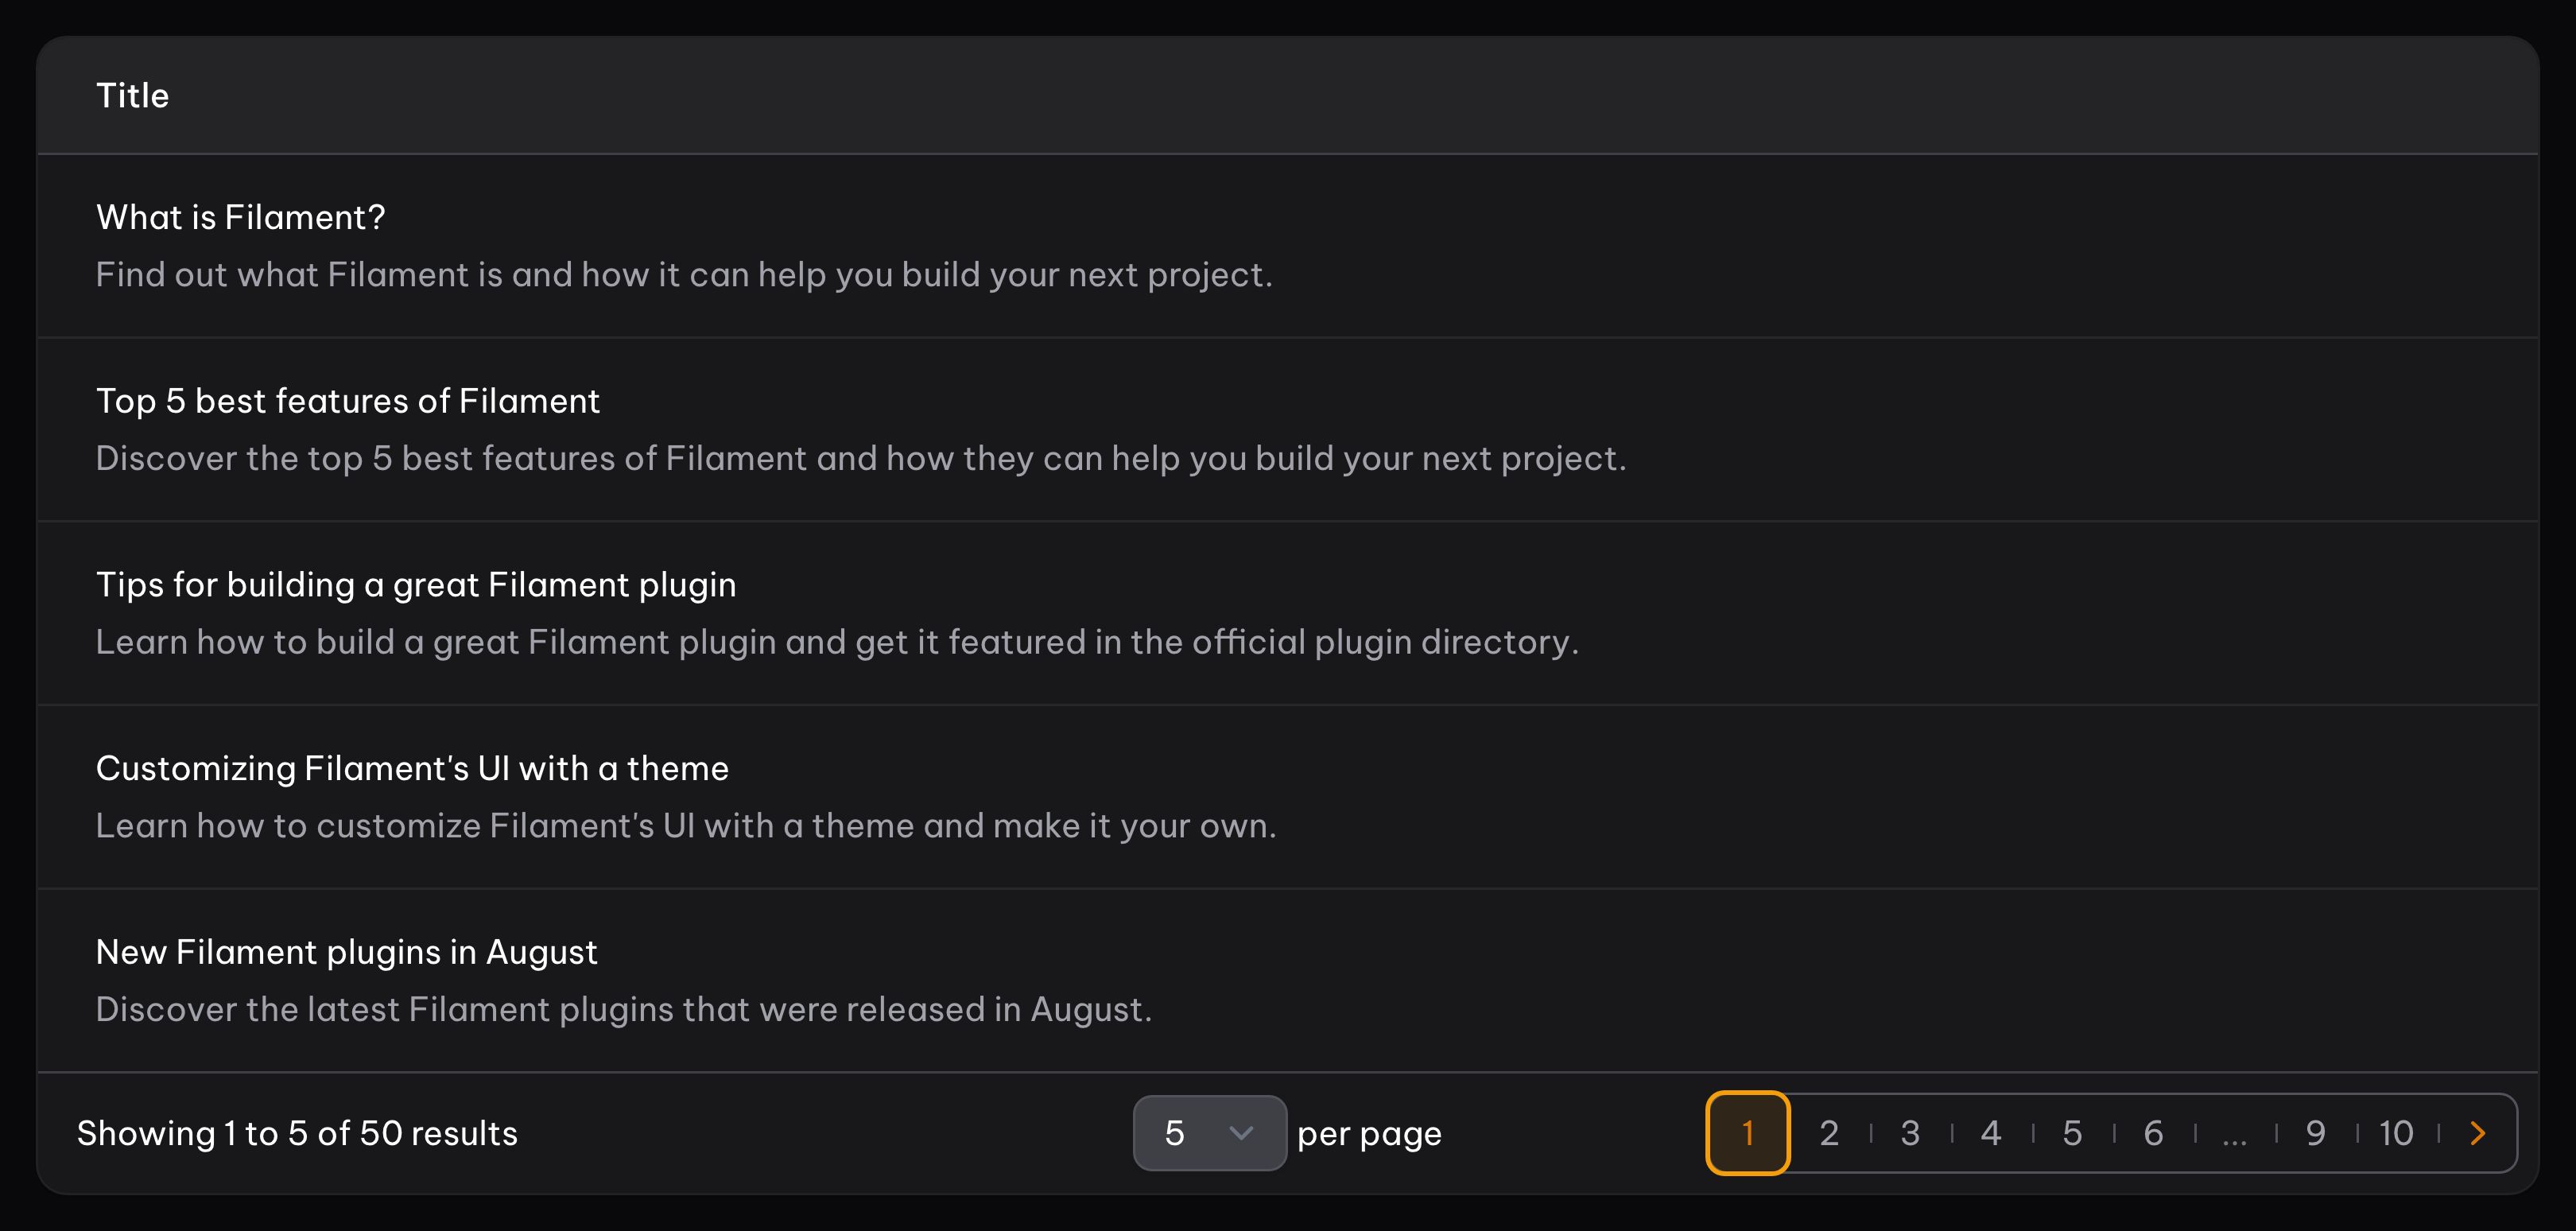 Title
What is Filament?
Find out what Filament is and how it can help you build your next project.
Top 5 best features of Filament
Discover the top 5 best features of Filament and how they can help you build your next project.
Tips for building a great Filament plugin
Learn how to build a great Filament plugin and get it featured in the official plugin directory.
Customizing Filament's UI with a theme
Learn how to customize Filament's UI with a theme and make it your own.
New Filament plugins in August
Discover the latest Filament plugins that were released in August.
Showing 1 to 5 of 50 results 5 per page 1 2 3 4 5 6 ... 9 10